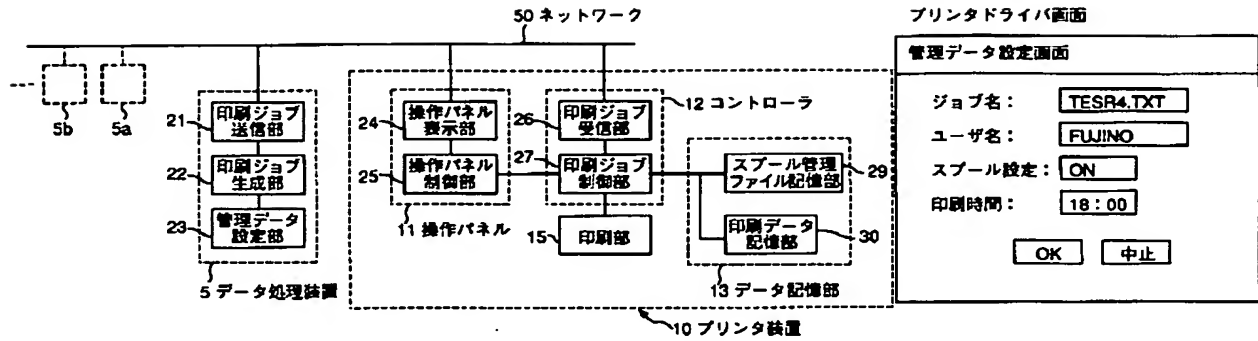 50 ネットワーク
5b
5a
21
印刷ジョブ
送信部
22
印刷ジョブ
生成部
23
管理データ
設定部
5 データ処理装置
24
操作パネル
表示部
25
操作パネル
制御部
11 操作パネル
12 コントローラ
26
印刷ジョブ
受信部
27
印刷ジョブ
制御部
15
印刷部
スプール管理
ファイル記憶部
29
印刷データ
記憶部
30
13 データ記憶部
10 プリンタ装置
プリンタドライバ画面
管理データ設定画面
ジョブ名：
TESR4.TXT
ユーザ名：
FUJINO
スプール設定：
ON
印刷時間：
18：00
OK
中止